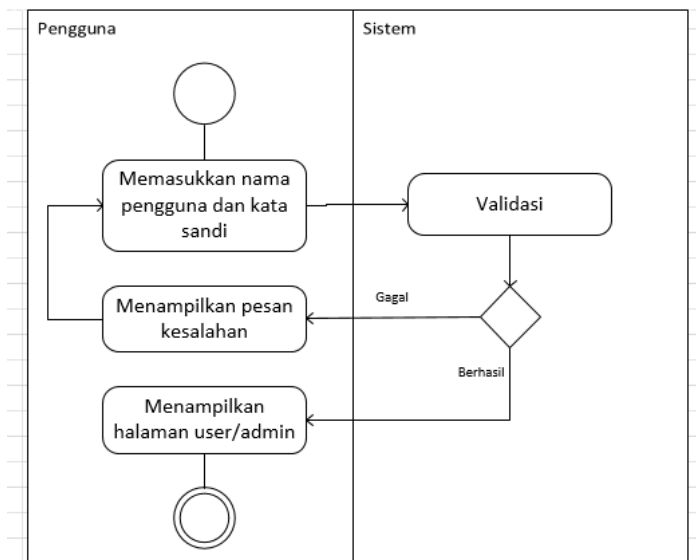 Pengguna
Sistem
Memasukkan nama
pengguna dan kata
sandi
Validasi
Gagal
Menampilkan pesan
kesalahan
Berhasil
Menampilkan
halaman user/admin